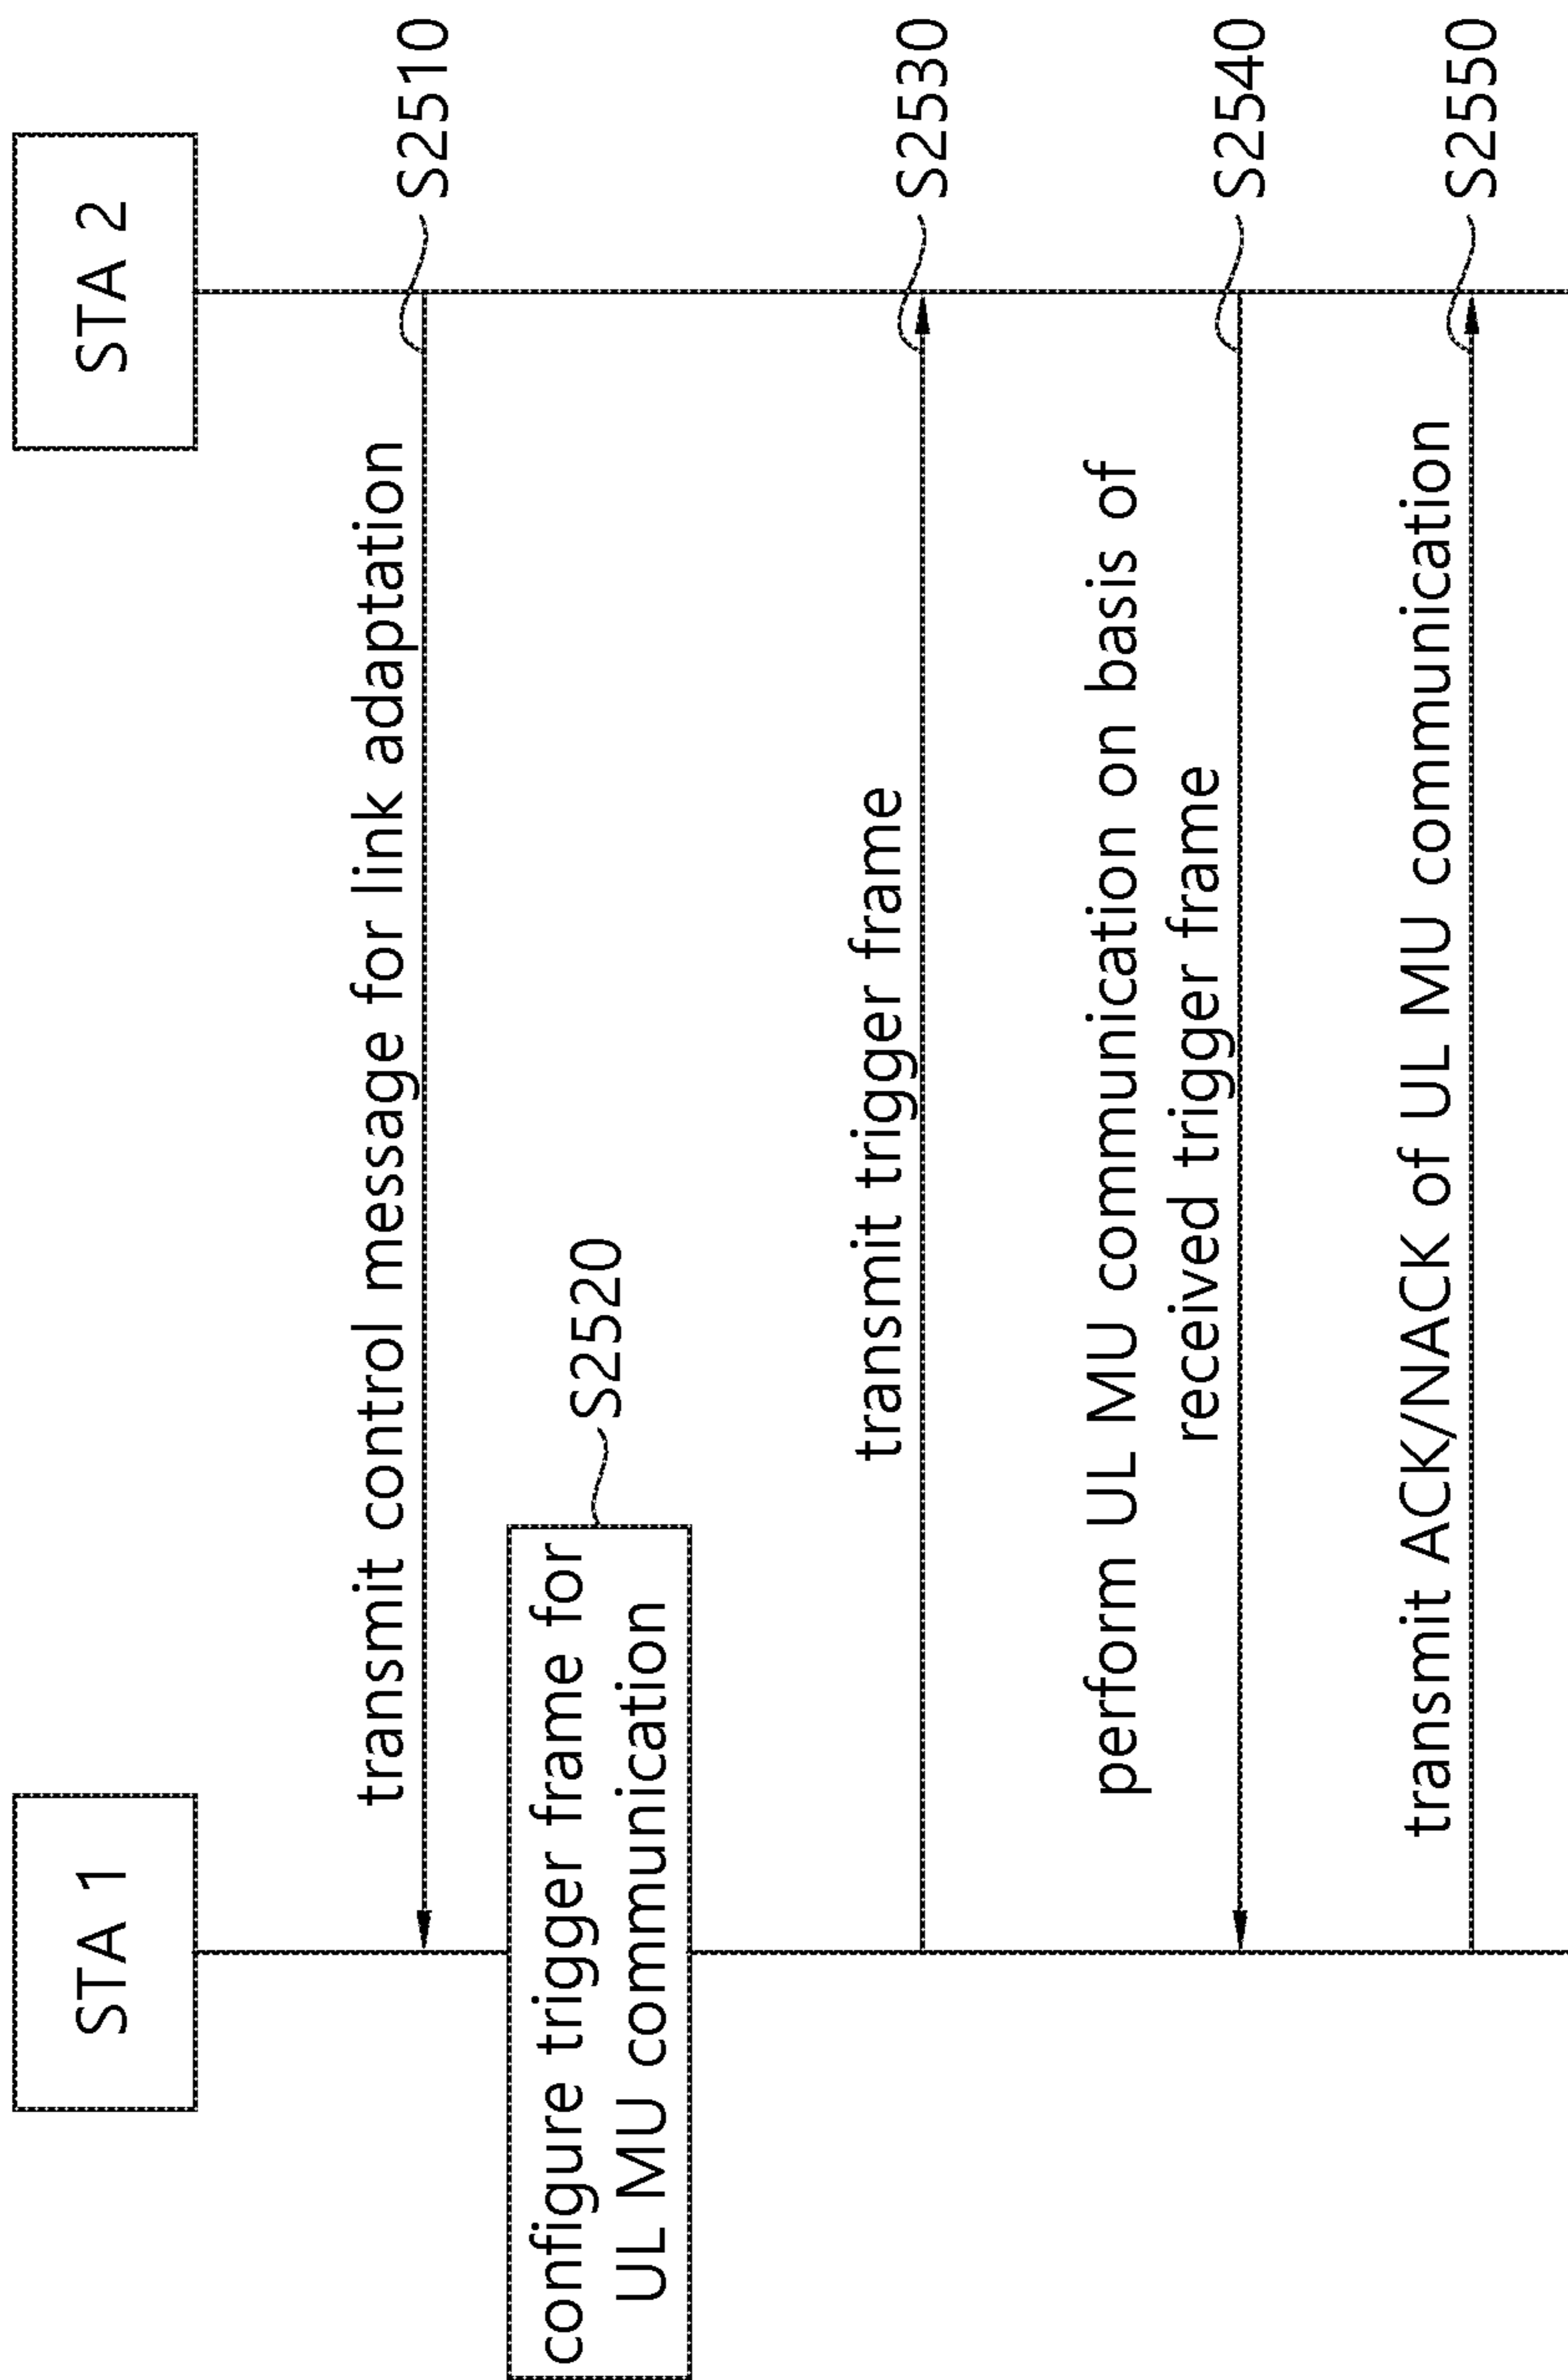 STA 1
STA 2
transmit control message for link adaptation
S2510
configure trigger frame for
UL MU communication
S2520
transmit trigger frame
S2530
perform UL MU communication on basis of
received trigger frame
S2540
transmit ACK/NACK of UL MU communication
S2550